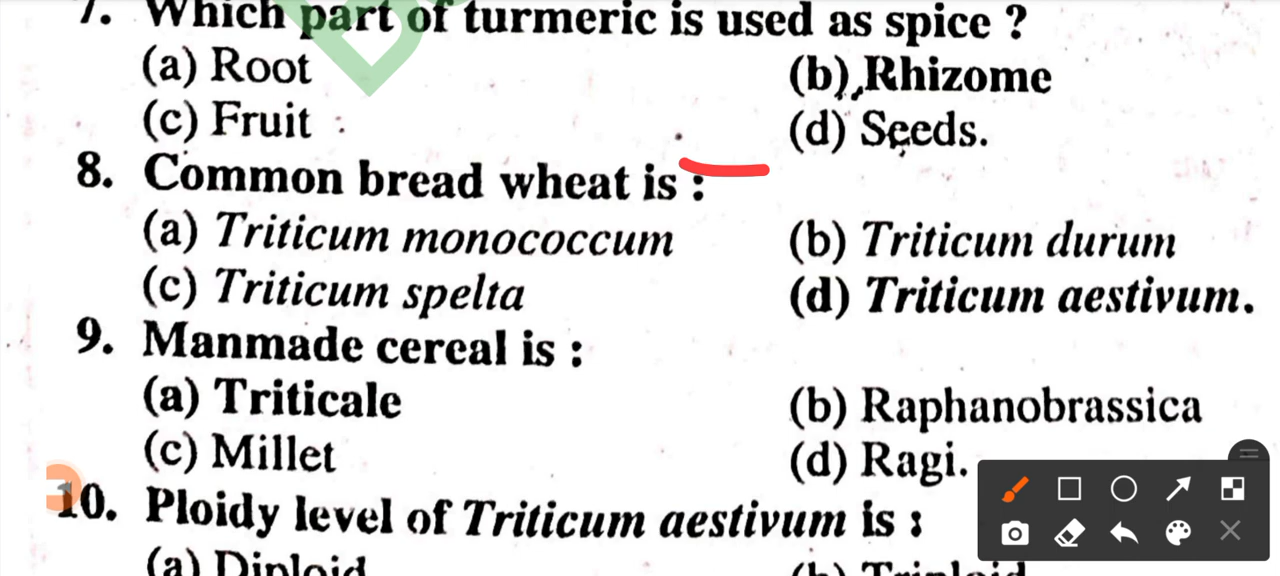 7. Which part of turmeric is used as spice ?
(a) Root (b) Rhizome
(c) Fruit (d) Seeds.
8. Common bread wheat is :
(a) Triticum monococcum (b) Triticum durum
(c) Triticum spelta (d) Triticum aestivum.
9. Manmade cereal is :
(a) Triticale (b) Raphanobrassica
(c) Millet (d) Ragi.
10. Ploidy level of Triticum aestivum is :
(a) Diploid (b) Triploid